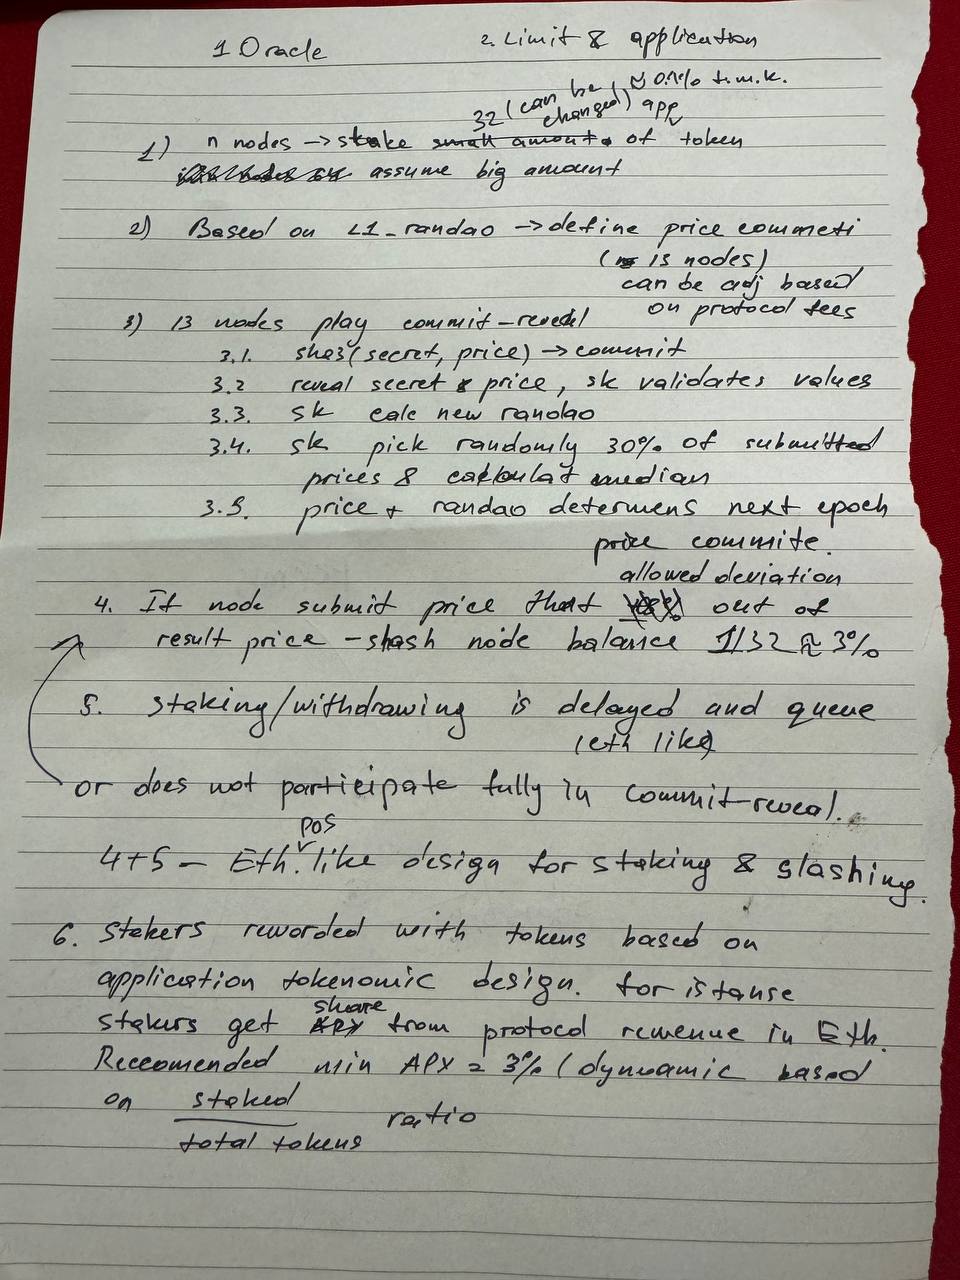 1 Oracle
2. Limit & application
32 (can be changed) ≈ 0.1% t.m.k. app
1) n nodes → stake small amount of token
assume big amount
2) Based on L1_randao → define price commeti
(13 nodes)
can be adj based
on protocol fees
3) 13 nodes play commit-reveal
3.1. sha3(secret, price) → commit
3.2 reveal secret & price, sk validates values
3.3. sk calc new randao
3.4. sk pick randomly 30% of submitted
prices & calculat median
3.5. price + randao determens next epoch
price commite.
allowed deviation
4. If node submit price that out of
result price - slash node balance 1/32 ≈ 3%
5. staking/withdrawing is delayed and queue
(eth like)
or does not participate fully in commit-reveal.
POS
4+5 - Eth. like design for staking & slashing.
6. Stakers reworded with tokens based on
application tokenomic design. for istanse
share
stakers get from protocol revenue in Eth.
Reccomended min APY = 3% (dynamic based
on staked ratio
total tokens